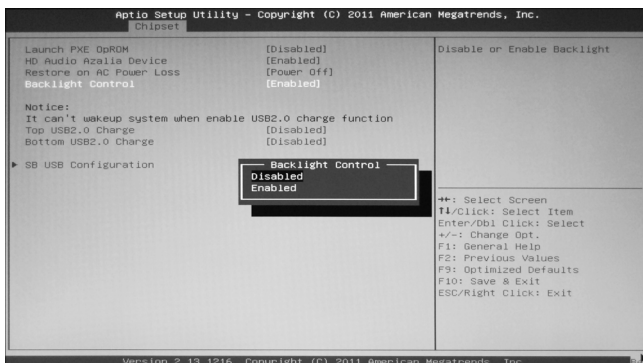 Aptio Setup Utility – Copyright (C) 2011 American Megatrends, Inc.
Chipset
Launch PXE OpROM [Disabled]
HD Audio Azalia Device [Enabled]
Restore on AC Power Loss [Power Off]
Backlight Control [Enabled]
Notice:
It can't wakeup system when enable USB2.0 charge function
Top USB2.0 Charge [Disabled]
Bottom USB2.0 Charge [Disabled]
► SB USB Configuration
Backlight Control
Disabled
Enabled
Disable or Enable Backlight
→←: Select Screen
↑↓/Click: Select Item
Enter/Dbl Click: Select
+/-: Change Opt.
F1: General Help
F2: Previous Values
F9: Optimized Defaults
F10: Save & Exit
ESC/Right Click: Exit
Version 2.13.1216. Copyright (C) 2011 American Megatrends, Inc.